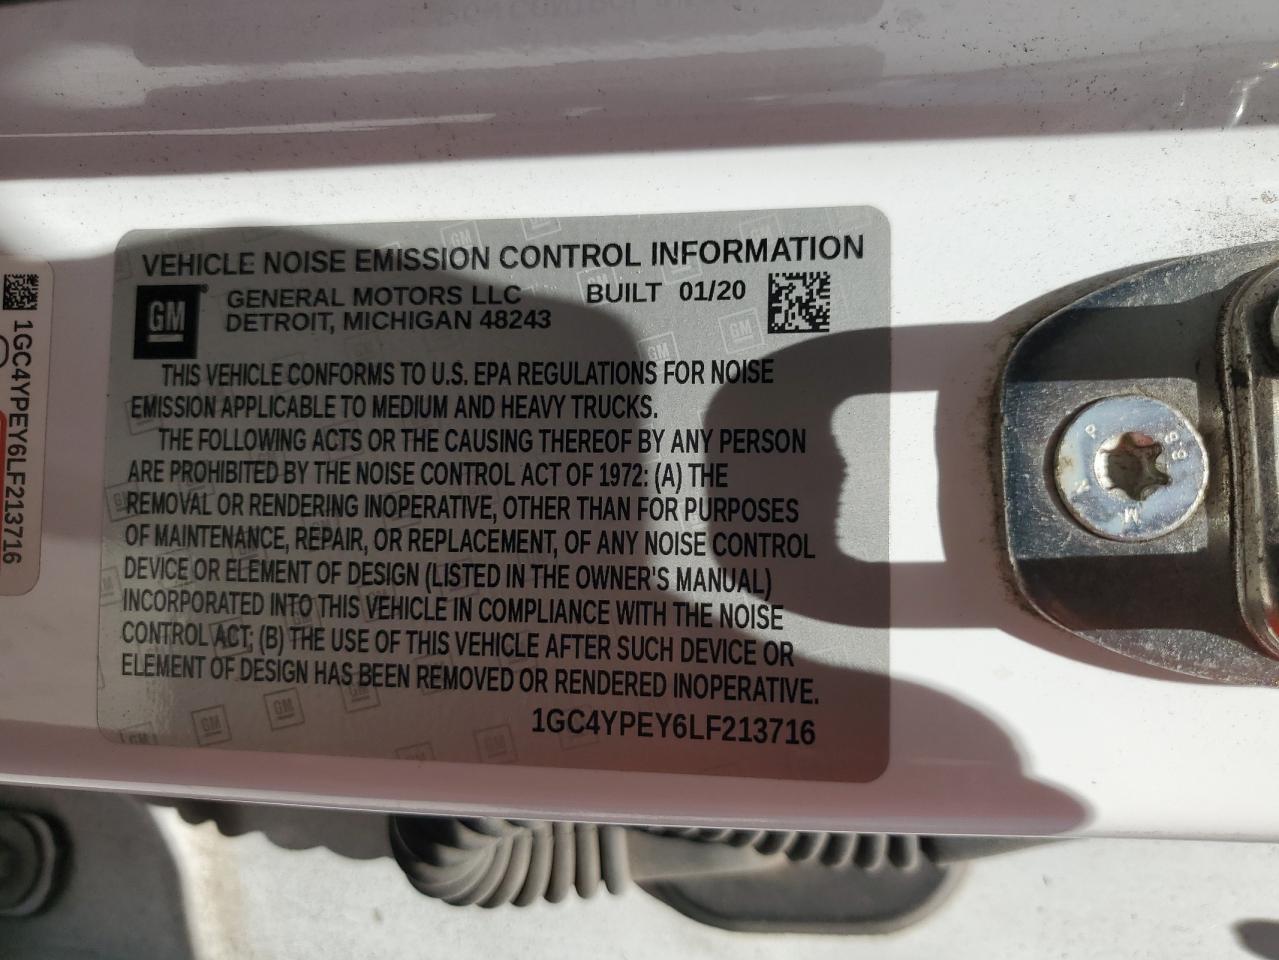 VEHICLE NOISE EMISSION CONTROL INFORMATION
GM®
GENERAL MOTORS LLC BUILT 01/20
DETROIT, MICHIGAN 48243
THIS VEHICLE CONFORMS TO U.S. EPA REGULATIONS FOR NOISE
EMISSION APPLICABLE TO MEDIUM AND HEAVY TRUCKS.
THE FOLLOWING ACTS OR THE CAUSING THEREOF BY ANY PERSON
ARE PROHIBITED BY THE NOISE CONTROL ACT OF 1972: (A) THE
REMOVAL OR RENDERING INOPERATIVE, OTHER THAN FOR PURPOSES
OF MAINTENANCE, REPAIR, OR REPLACEMENT, OF ANY NOISE CONTROL
DEVICE OR ELEMENT OF DESIGN (LISTED IN THE OWNER'S MANUAL)
INCORPORATED INTO THIS VEHICLE IN COMPLIANCE WITH THE NOISE
CONTROL ACT; (B) THE USE OF THIS VEHICLE AFTER SUCH DEVICE OR
ELEMENT OF DESIGN HAS BEEN REMOVED OR RENDERED INOPERATIVE.
1GC4YPEY6LF213716
1GC4YPEY6LF213716